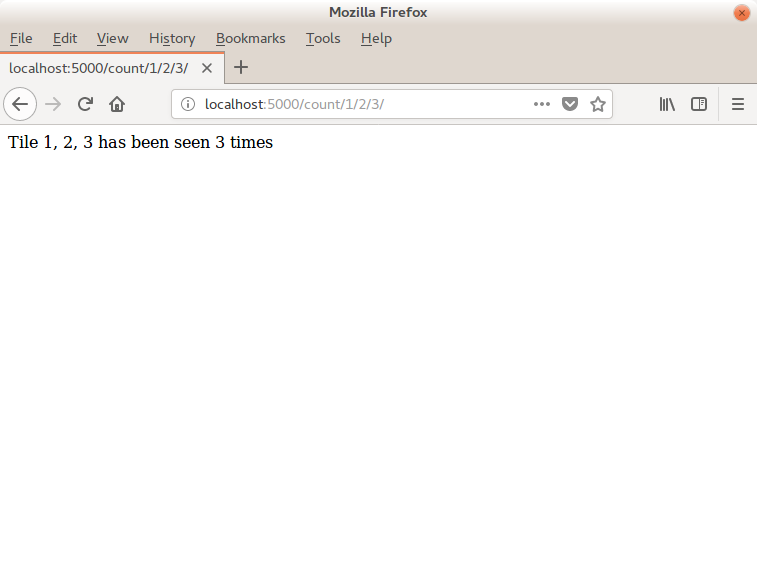 Mozilla Firefox
File Edit View History Bookmarks Tools Help
localhost:5000/count/1/2/3/
localhost:5000/count/1/2/3/
Tile 1, 2, 3 has been seen 3 times